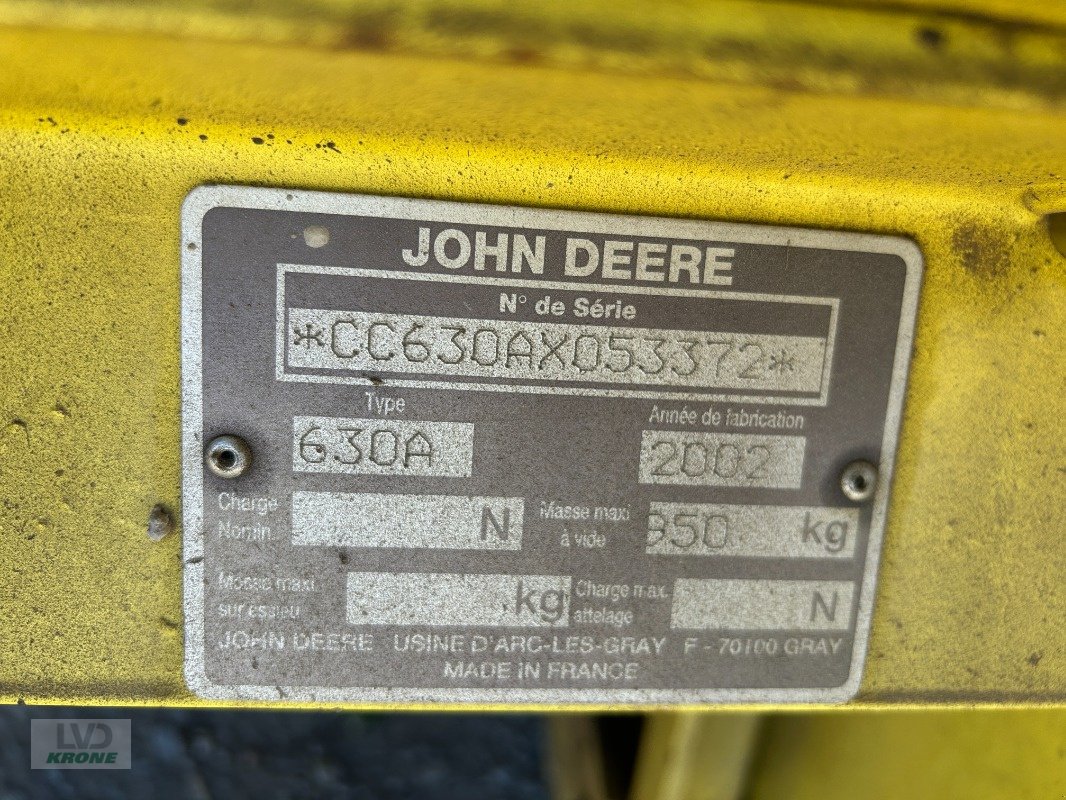 JOHN DEERE
N° de Série
*CC630AX053372*
Type
Année de fabrication
630A
2002
Charge Nomin.
N
Masse maxi à vide
950 kg
Masse maxi. sur essieu
kg
Charge max. attelage
N
JOHN DEERE USINE D'ARC-LES-GRAY F - 70100 GRAY
MADE IN FRANCE
LVD
KRONE